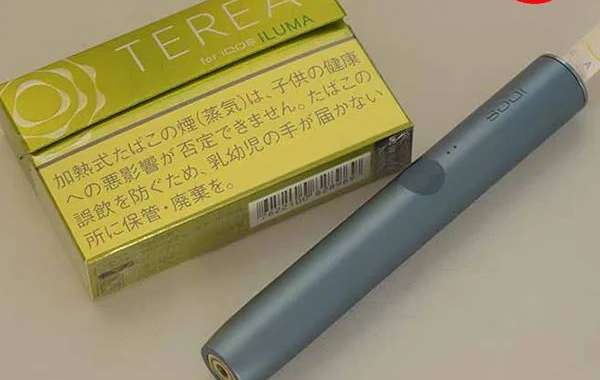 TEREA
for IQOS ILUMA
加熱式たばこの煙(蒸気)は、子供の健康
への悪影響が否定できません。たばこの
誤飲を防ぐため、乳幼児の手が届かない
所に保管・廃棄を。
IQOS